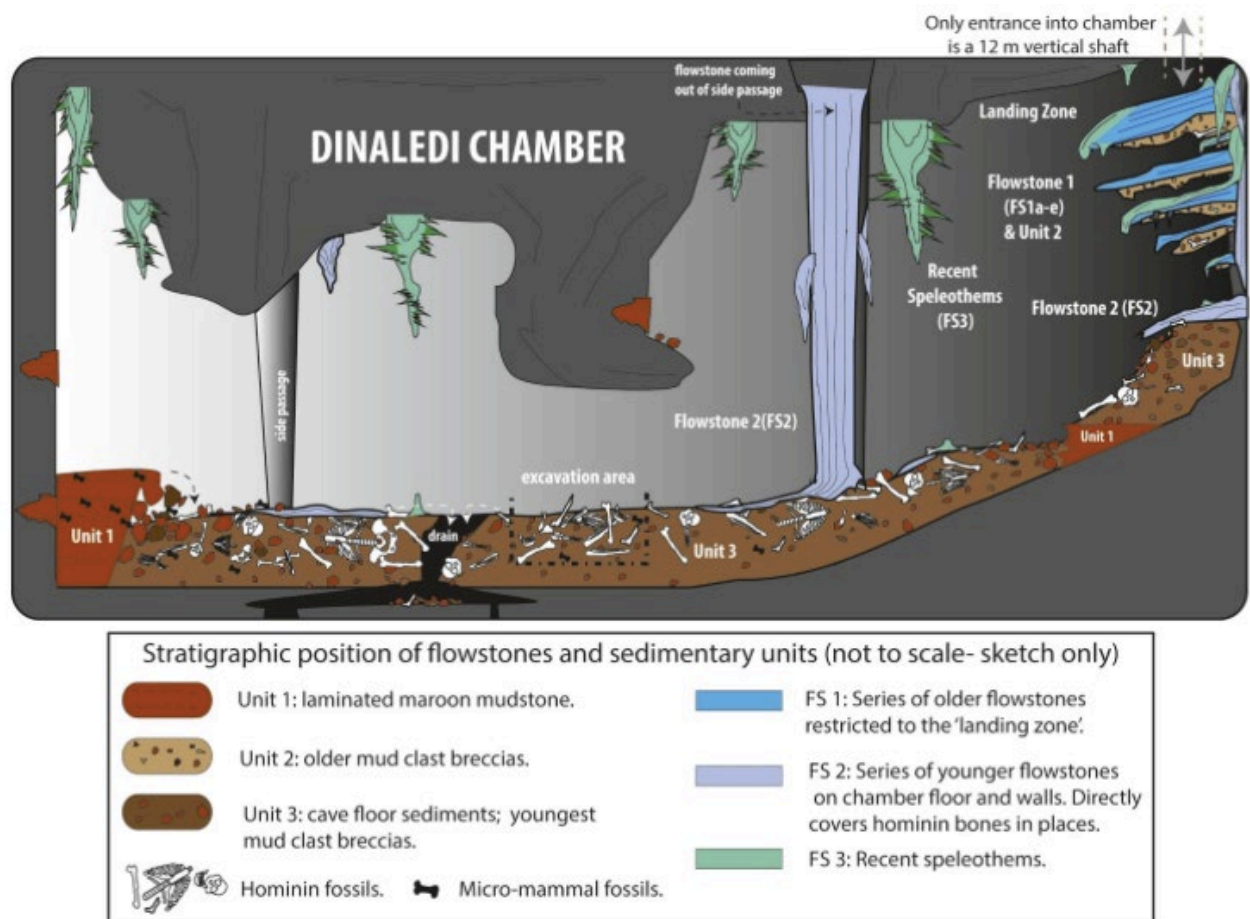 Only entrance into chamber
is a 12 m vertical shaft
flowstone coming
out of side passage
Landing Zone
DINALEDI CHAMBER
Flowstone 1
(FS1a-e)
& Unit 2
Recent
Speleothems
(FS3)
Flowstone 2 (FS2)
Unit 3
side passage
Flowstone 2(FS2)
Unit 1
excavation area
Unit 1
drain
Unit 3
Stratigraphic position of flowstones and sedimentary units (not to scale- sketch only)
Unit 1: laminated maroon mudstone.
Unit 2: older mud clast breccias.
Unit 3: cave floor sediments; youngest
mud clast breccias.
Hominin fossils.
Micro-mammal fossils.
FS 1: Series of older flowstones
restricted to the 'landing zone'.
FS 2: Series of younger flowstones
on chamber floor and walls. Directly
covers hominin bones in places.
FS 3: Recent speleothems.